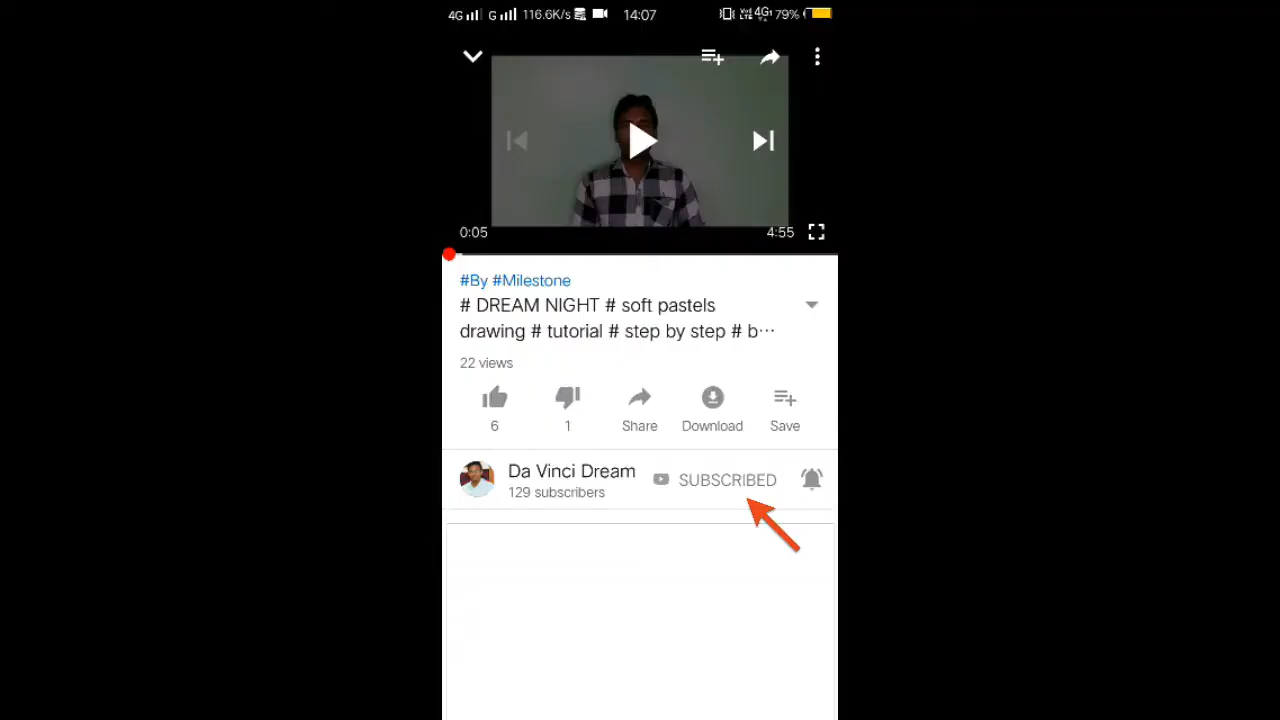 4G G 116.6K/s 14:07 4G 79%
0:05 4:55
#By #Milestone
# DREAM NIGHT # soft pastels
drawing # tutorial # step by step # b...
22 views
6 1 Share Download Save
Da Vinci Dream SUBSCRIBED
129 subscribers